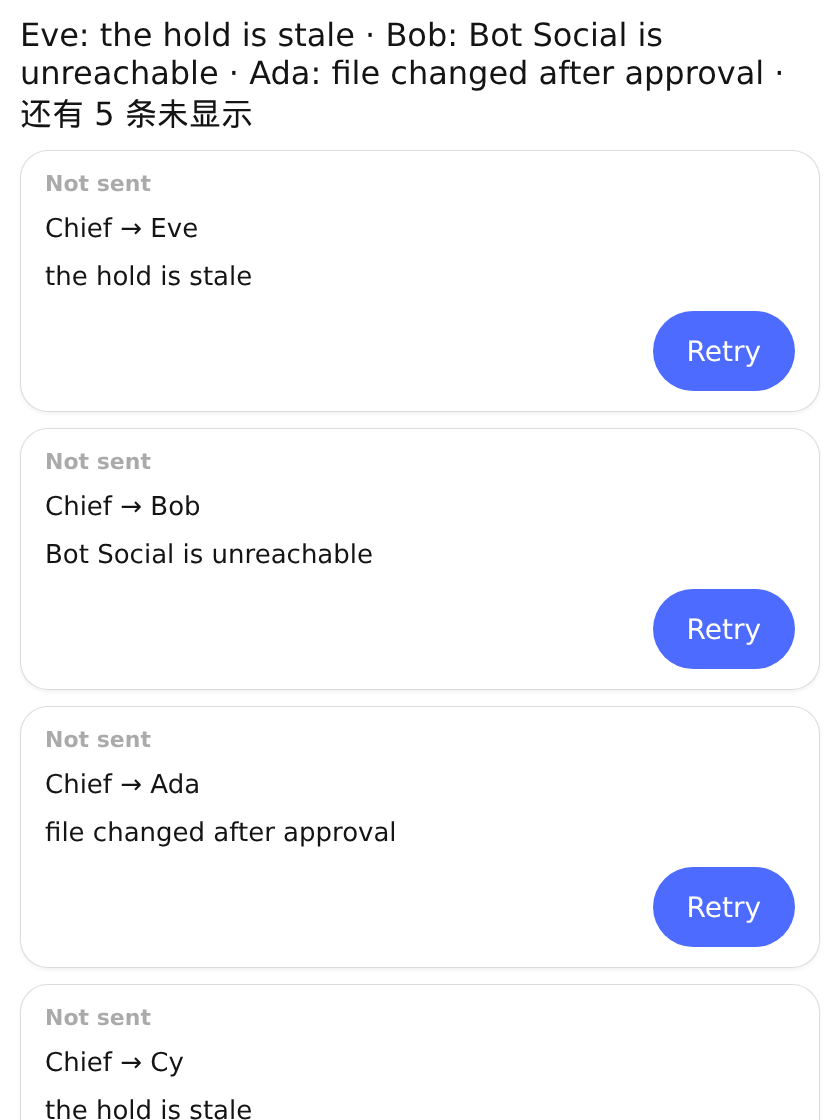 Eve: the hold is stale · Bob: Bot Social is
unreachable · Ada: file changed after approval ·
还有 5 条未显示
Not sent
Chief → Eve
the hold is stale
Retry
Not sent
Chief → Bob
Bot Social is unreachable
Retry
Not sent
Chief → Ada
file changed after approval
Retry
Not sent
Chief → Cy
the hold is stale